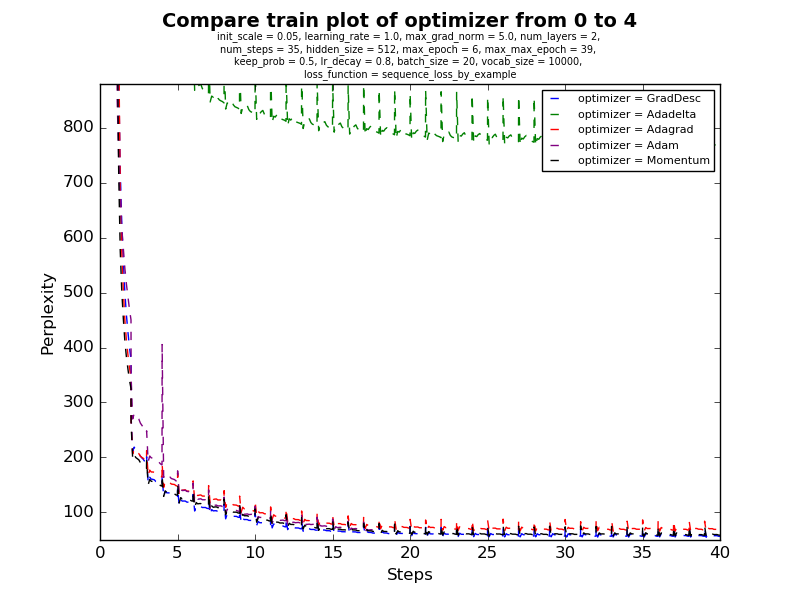 Compare train plot of optimizer from 0 to 4
init_scale = 0.05, learning_rate = 1.0, max_grad_norm = 5.0, num_layers = 2,
num_steps = 35, hidden_size = 512, max_epoch = 6, max_max_epoch = 39,
keep_prob = 0.5, lr_decay = 0.8, batch_size = 20, vocab_size = 10000,
loss_function = sequence_loss_by_example
optimizer = GradDesc
optimizer = Adadelta
optimizer = Adagrad
optimizer = Adam
optimizer = Momentum
Perplexity
800
700
600
500
400
300
200
100
0 5 10 15 20 25 30 35 40
Steps